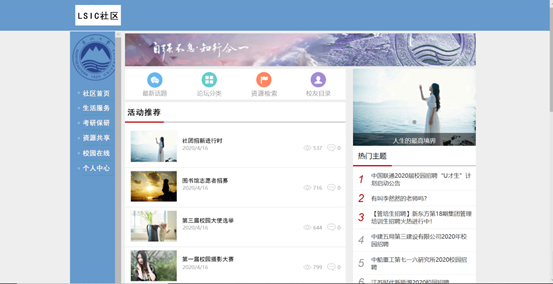 LSIC社区
自强不息·知行合一
社区首页
生活服务
考研保研
资源共享
校园在线
个人中心
最新话题
论坛分类
资源检索
校友目录
活动推荐
社团招新进行时
2020/4/16
537
0
图书馆志愿者招募
2020/4/16
716
0
第三届校园大使选举
2020/4/16
644
0
第一届校园摄影大赛
2020/4/16
799
0
人生的最高境界
热门主题
1
中国联通2020届校园招聘“U才生”计
划启动公告
2
有叫李然然的老师吗?
3
【管培生招聘】新东方第18期集团管理
培训生招聘火热进行中!
4
中建五局第三建设有限公司2020年校
园招聘
5
中船重工第七一六研究所2020校园招
聘